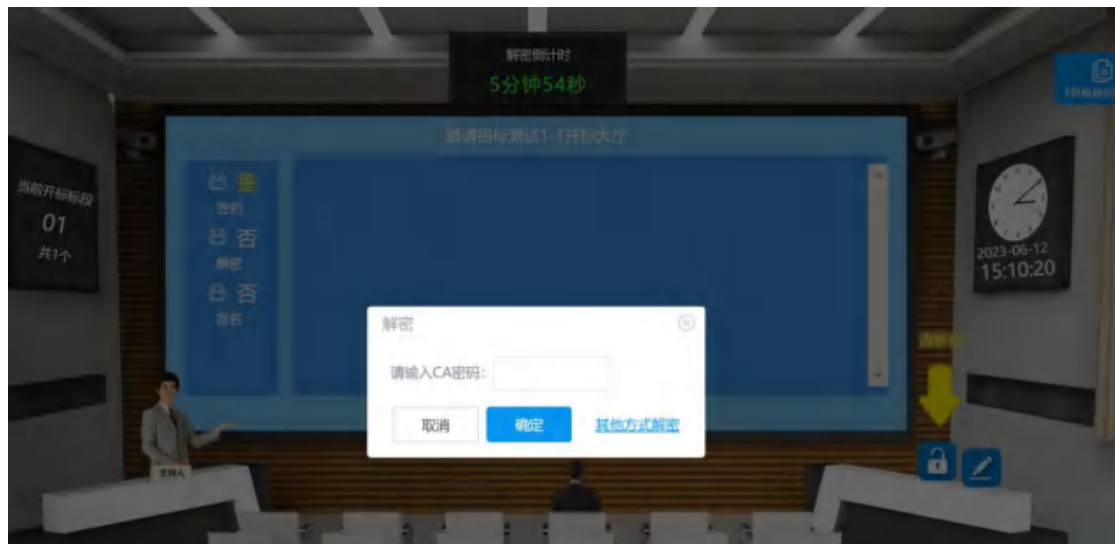 解密倒计时
5分钟54秒
邀请招标测试1-1开标大厅
当前开标标段
01
共1个
是
签到
否
解密
否
签名
2023-06-12
15:10:20
解密
请输入CA密码:
取消
确定
其他方式解密
主持人